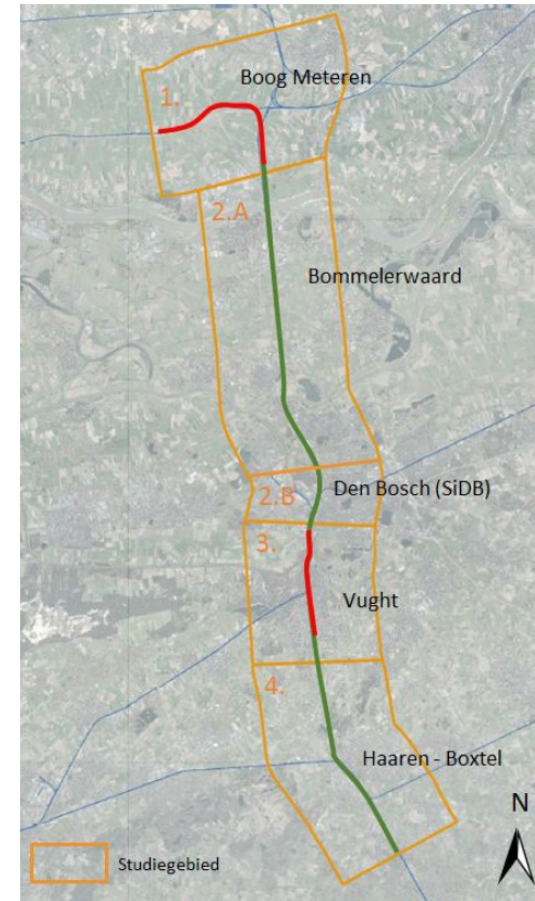 Boog Meteren
1.
2.A
Bommelerwaard
Den Bosch (SiDB)
2.B
3.
Vught
4.
Haaren - Boxtel
N
Studiegebied